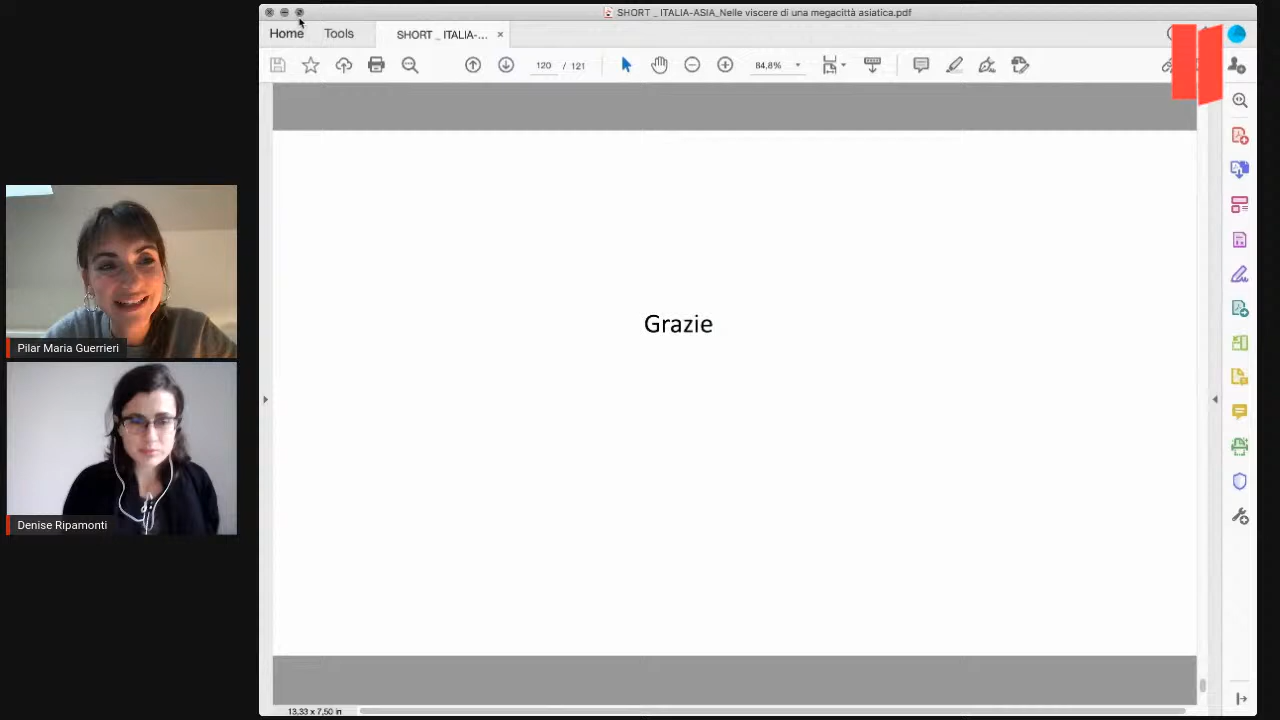 SHORT _ ITALIA-ASIA_Nelle viscere di una megacittà asiatica.pdf
Home
Tools
SHORT _ ITALIA-...
120 / 121
84,8%
Grazie
Pilar Maria Guerrieri
Denise Ripamonti
13,33 x 7,50 in